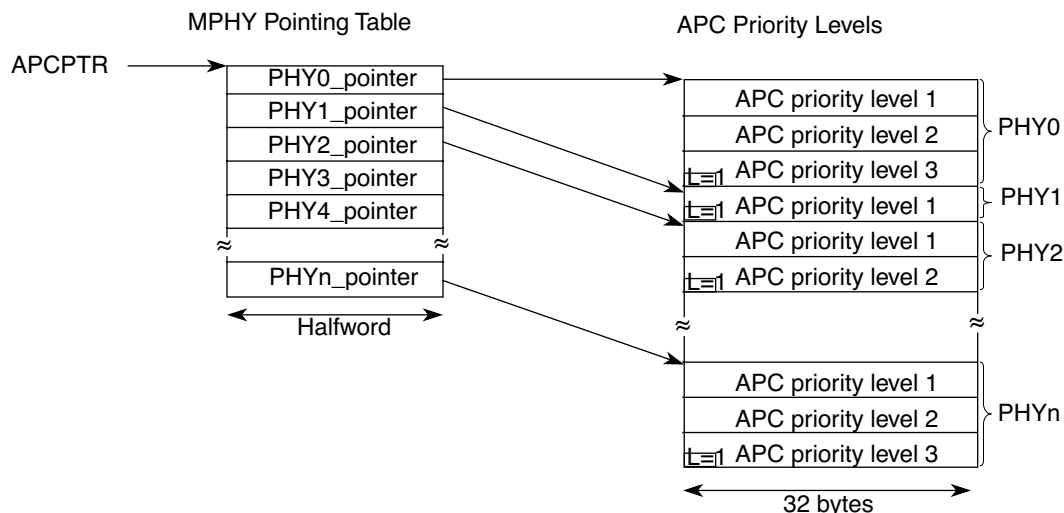 MPHY Pointing Table
APCPTR
PHY0_pointer
PHY1_pointer
PHY2_pointer
PHY3_pointer
PHY4_pointer
≈ ≈
PHYn_pointer
Halfword
APC Priority Levels
APC priority level 1
APC priority level 2
L=1 APC priority level 3
PHY0
L=1 APC priority level 1
PHY1
APC priority level 1
L=1 APC priority level 2
PHY2
≈ ≈
APC priority level 1
APC priority level 2
L=1 APC priority level 3
PHYn
32 bytes